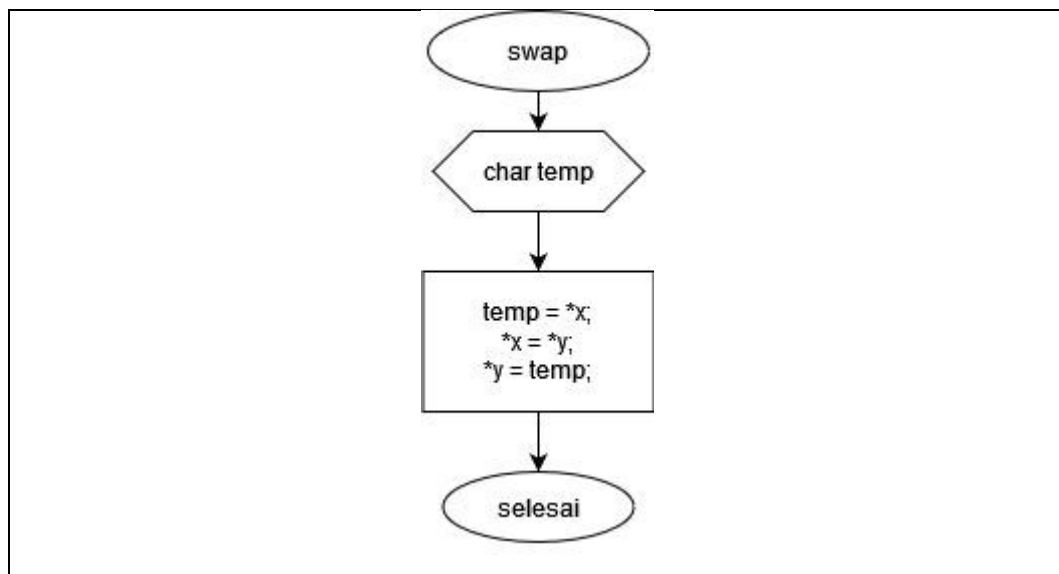 swap
char temp
temp = *x;
*x = *y;
*y = temp;
selesai